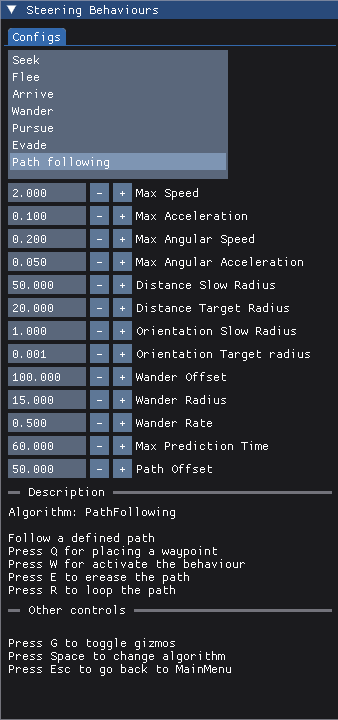 Steering Behaviours
Configs
Seek
Flee
Arrive
Wander
Pursue
Evade
Path following
2.000 - + Max Speed
0.100 - + Max Acceleration
0.200 - + Max Angular Speed
0.050 - + Max Angular Acceleration
50.000 - + Distance Slow Radius
20.000 - + Distance Target Radius
1.000 - + Orientation Slow Radius
0.001 - + Orientation Target radius
100.000 - + Wander Offset
15.000 - + Wander Radius
0.500 - + Wander Rate
60.000 - + Max Prediction Time
50.000 - + Path Offset
Description
Algorithm: PathFollowing
Follow a defined path
Press Q for placing a waypoint
Press W for activate the behaviour
Press E to erease the path
Press R to loop the path
Other controls
Press G to toggle gizmos
Press Space to change algorithm
Press Esc to go back to MainMenu